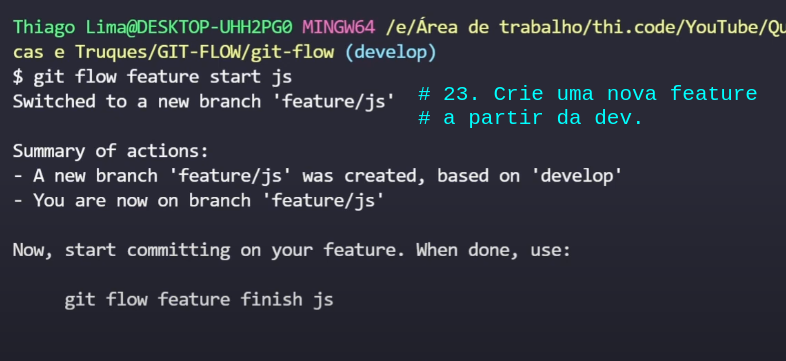 Thiago Lima@DESKTOP-UHH2PG0 MINGW64 /e/Área de trabalho/thi.code/YouTube/Qu
cas e Truques/GIT-FLOW/git-flow (develop)
$ git flow feature start js
Switched to a new branch 'feature/js'
# 23. Crie uma nova feature
# a partir da dev.
Summary of actions:
- A new branch 'feature/js' was created, based on 'develop'
- You are now on branch 'feature/js'
Now, start committing on your feature. When done, use:
git flow feature finish js